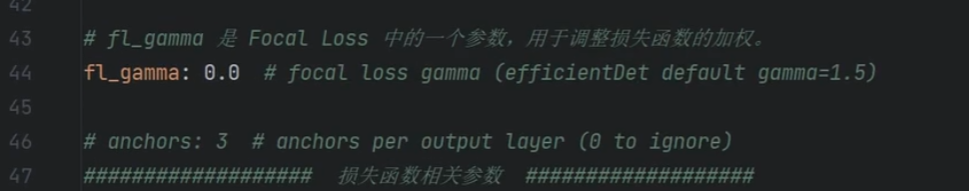 42
43 # fl_gamma 是 Focal Loss 中的一个参数，用于调整损失函数的加权。
44 fl_gamma: 0.0  # focal loss gamma (efficientDet default gamma=1.5)
45
46 # anchors: 3  # anchors per output layer (0 to ignore)
47 ###################  损失函数相关参数  ###################